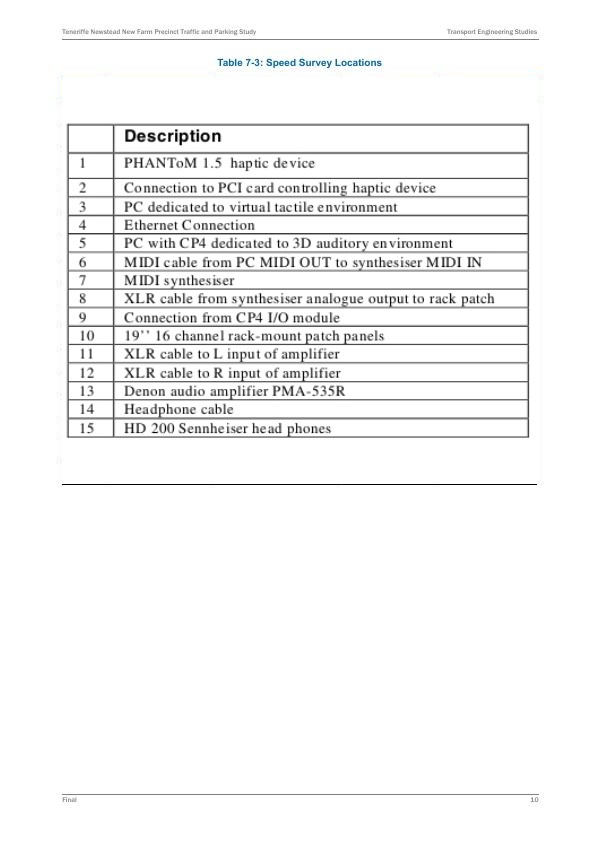 Teneriffe Newstead New Farm Precinct Traffic and Parking Study Transport Engineering Studies
Table 7-3: Speed Survey Locations
Description
1 PHANToM 1.5 haptic device
2 Connection to PCI card controlling haptic device
3 PC dedicated to virtual tactile environment
4 Ethernet Connection
5 PC with CP4 dedicated to 3D auditory environment
6 MIDI cable from PC MIDI OUT to synthesiser MIDI IN
7 MIDI synthesiser
8 XLR cable from synthesiser analogue output to rack patch
9 Connection from CP4 I/O module
10 19’’ 16 channel rack-mount patch panels
11 XLR cable to L input of amplifier
12 XLR cable to R input of amplifier
13 Denon audio amplifier PMA-535R
14 Headphone cable
15 HD 200 Sennheiser head phones
Final 10